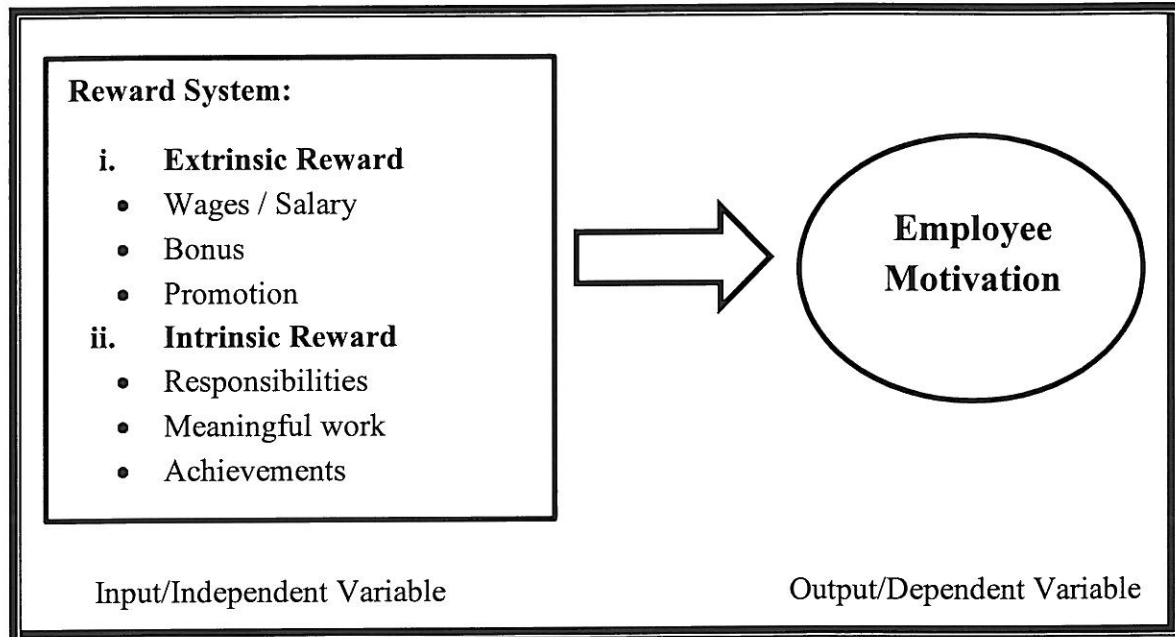 Reward System:
i. Extrinsic Reward
• Wages / Salary
• Bonus
• Promotion
ii. Intrinsic Reward
• Responsibilities
• Meaningful work
• Achievements
Employee
Motivation
Input/Independent Variable
Output/Dependent Variable